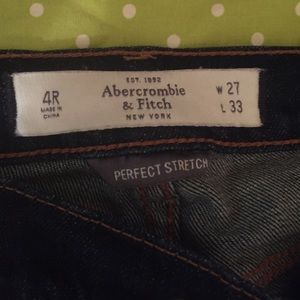 4R
MADE IN
CHINA
EST. 1892
Abercrombie
& Fitch
NEW YORK
W 27
L 33
PERFECT STRETCH